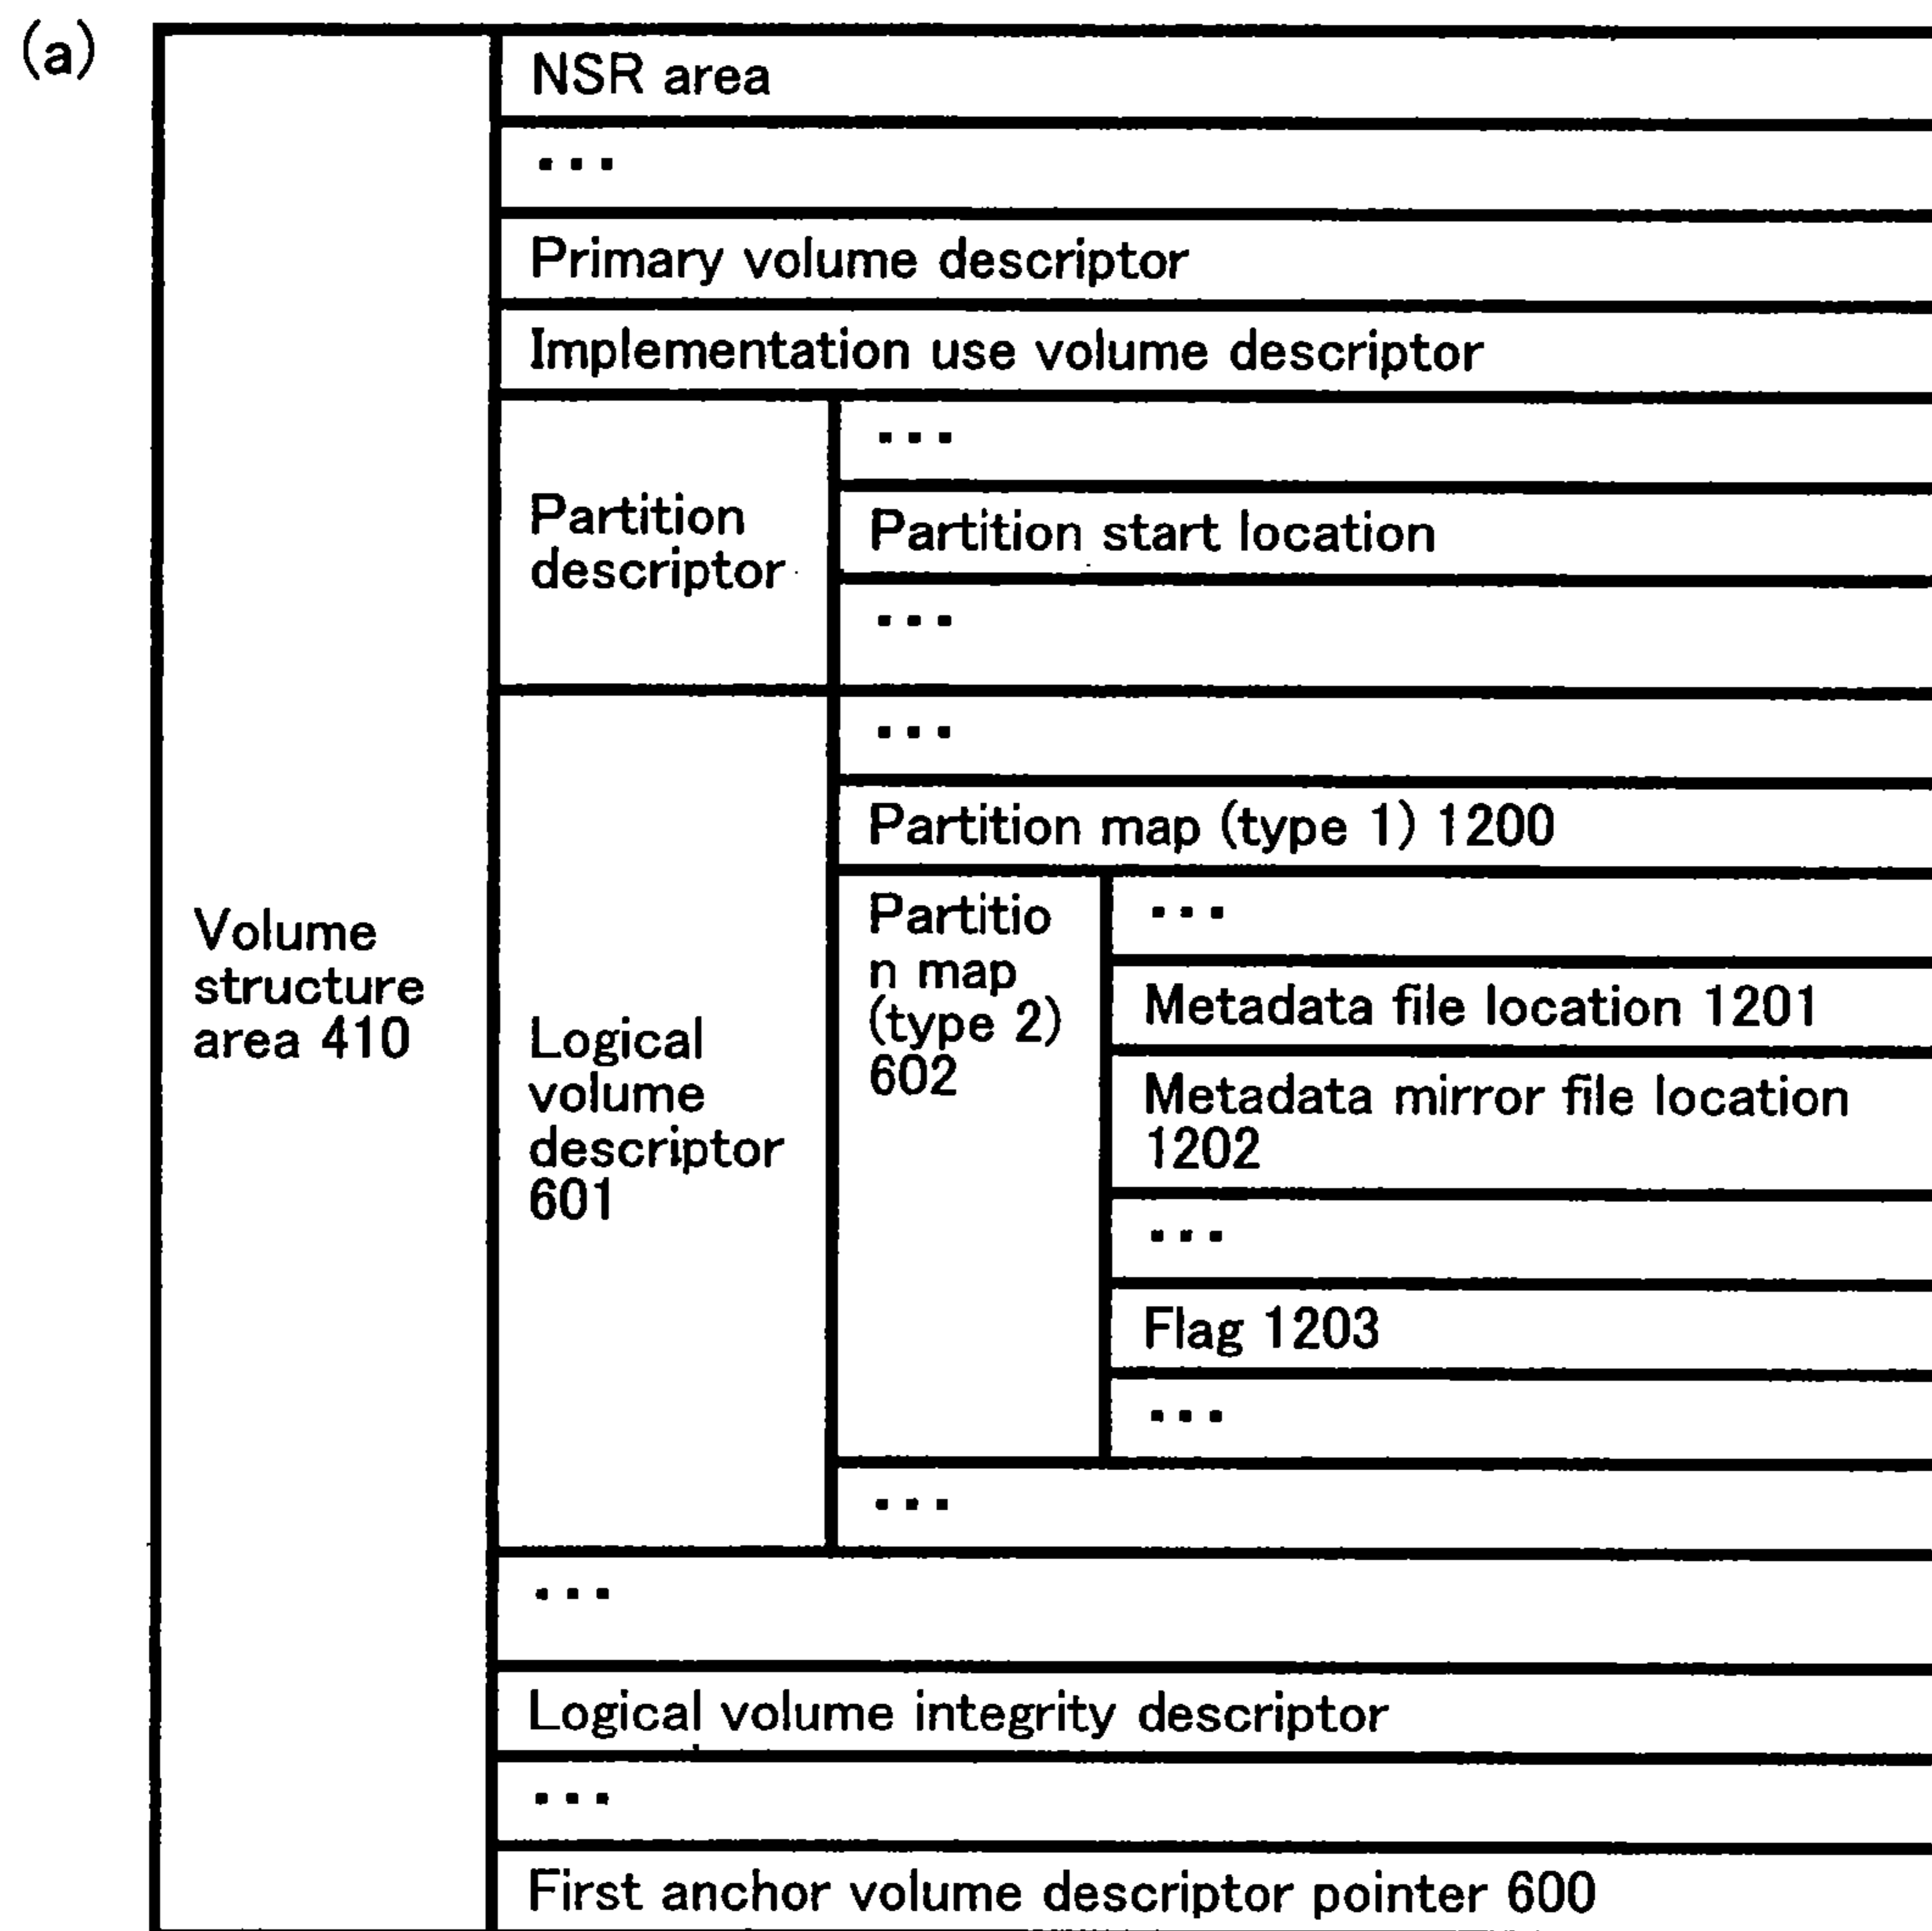 (a)
NSR area
...
Primary volume descriptor
Implementation use volume descriptor
Partition
descriptor
...
Partition start location
...
Volume
structure
area 410
Logical
volume
descriptor
601
...
Partition map (type 1) 1200
Partitio
n map
(type 2)
602
...
Metadata file location 1201
Metadata mirror file location
1202
...
Flag 1203
...
...
...
Logical volume integrity descriptor
...
First anchor volume descriptor pointer 600